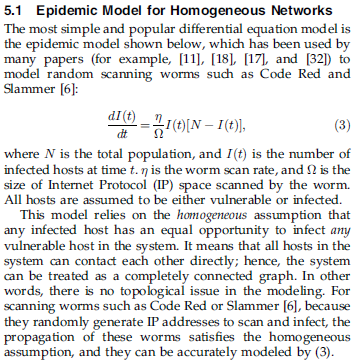 5.1 Epidemic Model for Homogeneous Networks
The most simple and popular differential equation model is
the epidemic model shown below, which has been used by
many papers (for example, [11], [18], [17], and [32]) to
model random scanning worms such as Code Red and
Slammer [6]:
dI(t)/dt = η/Ω I(t)[N − I(t)], (3)
where N is the total population, and I(t) is the number of
infected hosts at time t. η is the worm scan rate, and Ω is the
size of Internet Protocol (IP) space scanned by the worm.
All hosts are assumed to be either vulnerable or infected.
This model relies on the homogeneous assumption that
any infected host has an equal opportunity to infect any
vulnerable host in the system. It means that all hosts in the
system can contact each other directly; hence, the system
can be treated as a completely connected graph. In other
words, there is no topological issue in the modeling. For
scanning worms such as Code Red or Slammer [6], because
they randomly generate IP addresses to scan and infect, the
propagation of these worms satisfies the homogeneous
assumption, and they can be accurately modeled by (3).